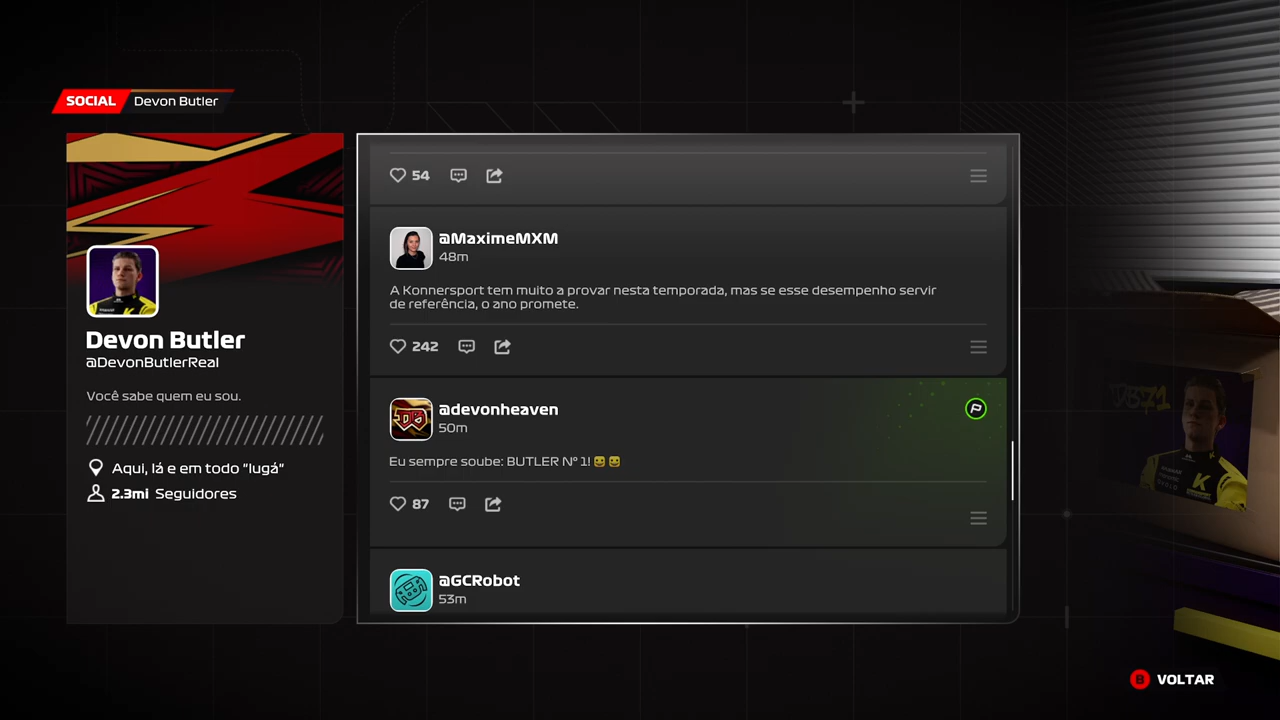 SOCIAL Devon Butler
Devon Butler
@DevonButlerReal
Você sabe quem eu sou.
Aqui, lá e em todo “lugá”
2.3mi Seguidores
54
@MaximeMXM
48m
A Konnersport tem muito a provar nesta temporada, mas se esse desempenho servir
de referência, o ano promete.
242
@devonheaven
50m
Eu sempre soube: BUTLER Nº 1! 😆 😆
87
@GCRobot
53m
DB71
K
B VOLTAR